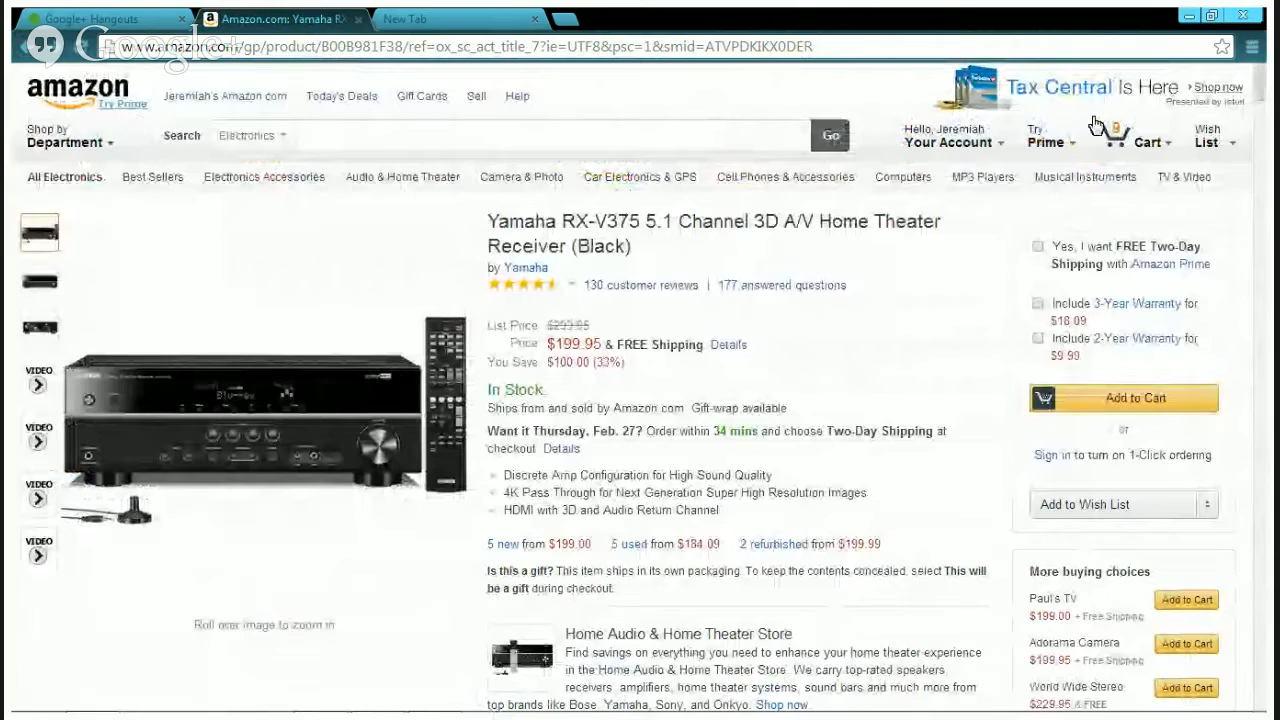 Google+ Hangouts
Amazon.com: Yamaha RX
New Tab
Google+
www.amazon.com/gp/product/B00B981F38/ref=ox_sc_act_title_7?ie=UTF8&psc=1&smid=ATVPDKIKX0DER
amazon
Try Prime
Jeremiah's Amazon.com Today's Deals Gift Cards Sell Help
Tax Central Is Here Shop now
Presented by intuit
Shop by
Department
Search Electronics Go
Hello, Jeremiah
Your Account
Try
Prime
9
Cart
Wish
List
All Electronics Best Sellers Electronics Accessories Audio & Home Theater Camera & Photo Car Electronics & GPS Cell Phones & Accessories Computers MP3 Players Musical Instruments TV & Video
VIDEO
VIDEO
VIDEO
VIDEO
Roll over image to zoom in
Yamaha RX-V375 5.1 Channel 3D A/V Home Theater
Receiver (Black)
by Yamaha
130 customer reviews | 177 answered questions
List Price $299.95
Price $199.95 & FREE Shipping Details
You Save $100.00 (33%)
In Stock.
Ships from and sold by Amazon.com Gift-wrap available
Want it Thursday, Feb. 27? Order within 34 mins and choose Two-Day Shipping at
checkout Details
Discrete Amp Configuration for High Sound Quality
4K Pass Through for Next Generation Super High Resolution Images
HDMI with 3D and Audio Return Channel
5 new from $199.00 5 used from $184.09 2 refurbished from $199.99
Is this a gift? This item ships in its own packaging. To keep the contents concealed, select This will
be a gift during checkout.
Home Audio & Home Theater Store
Find savings on everything you need to enhance your home theater experience
in the Home Audio & Home Theater Store. We carry top-rated speakers
receivers, amplifiers, home theater systems, sound bars and much more from
top brands like Bose, Yamaha, Sony, and Onkyo. Shop now
Yes, I want FREE Two-Day
Shipping with Amazon Prime
Include 3-Year Warranty for
$18.09
Include 2-Year Warranty for
$9.99
Add to Cart
or
Sign in to turn on 1-Click ordering
Add to Wish List
More buying choices
Paul's TV
$199.00 + Free Shipping
Add to Cart
Adorama Camera
$199.95 + Free Shipping
Add to Cart
World Wide Stereo
$229.95 & FREE
Add to Cart